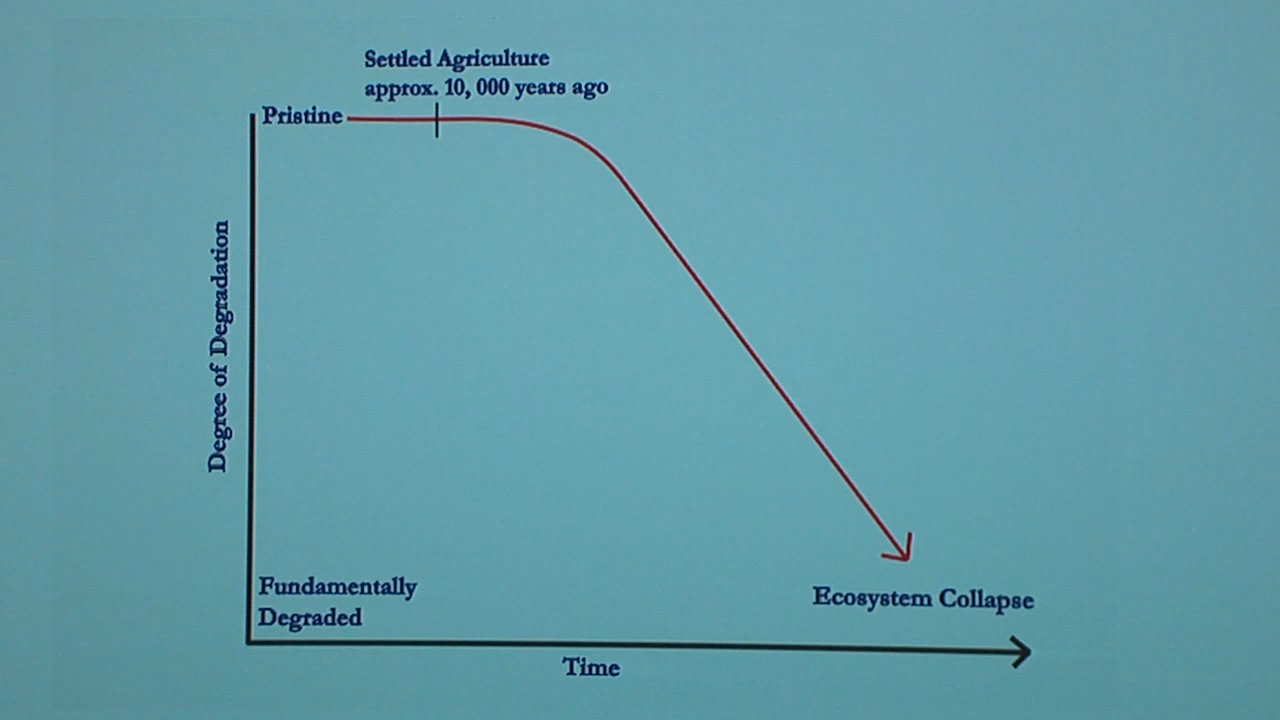 Settled Agriculture
approx. 10, 000 years ago
Pristine
Degree of Degradation
Fundamentally
Degraded
Ecosystem Collapse
Time